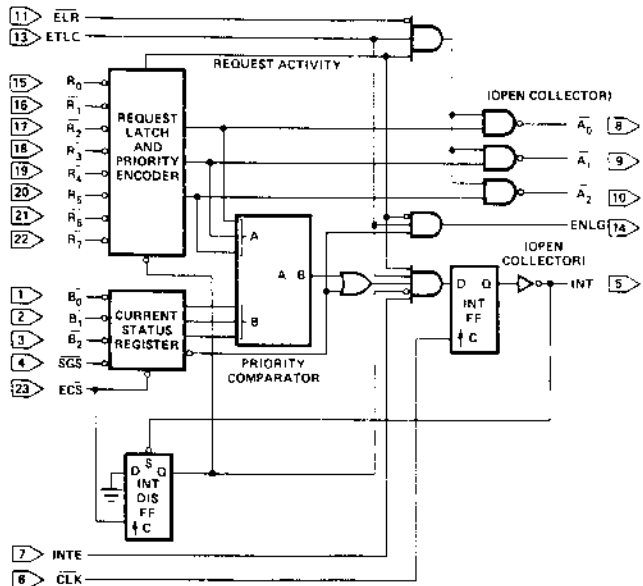 11 ELR
13 ETLC
REQUEST ACTIVITY
15 R0
16 R1
17 R2
18 R3
19 R4
20 R5
21 R6
22 R7
REQUEST
LATCH
AND
PRIORITY
ENCODER
(OPEN COLLECTOR)
A0 8
A1 9
A2 10
ENLG 14
A
B
A B
PRIORITY
COMPARATOR
1 B0
2 B1
3 B2
4 SGS
23 ECS
CURRENT
STATUS
REGISTER
D Q
INT
FF
C
(OPEN
COLLECTOR)
INT 5
S
D Q
INT
DIS
FF
C
7 INTE
6 CLK